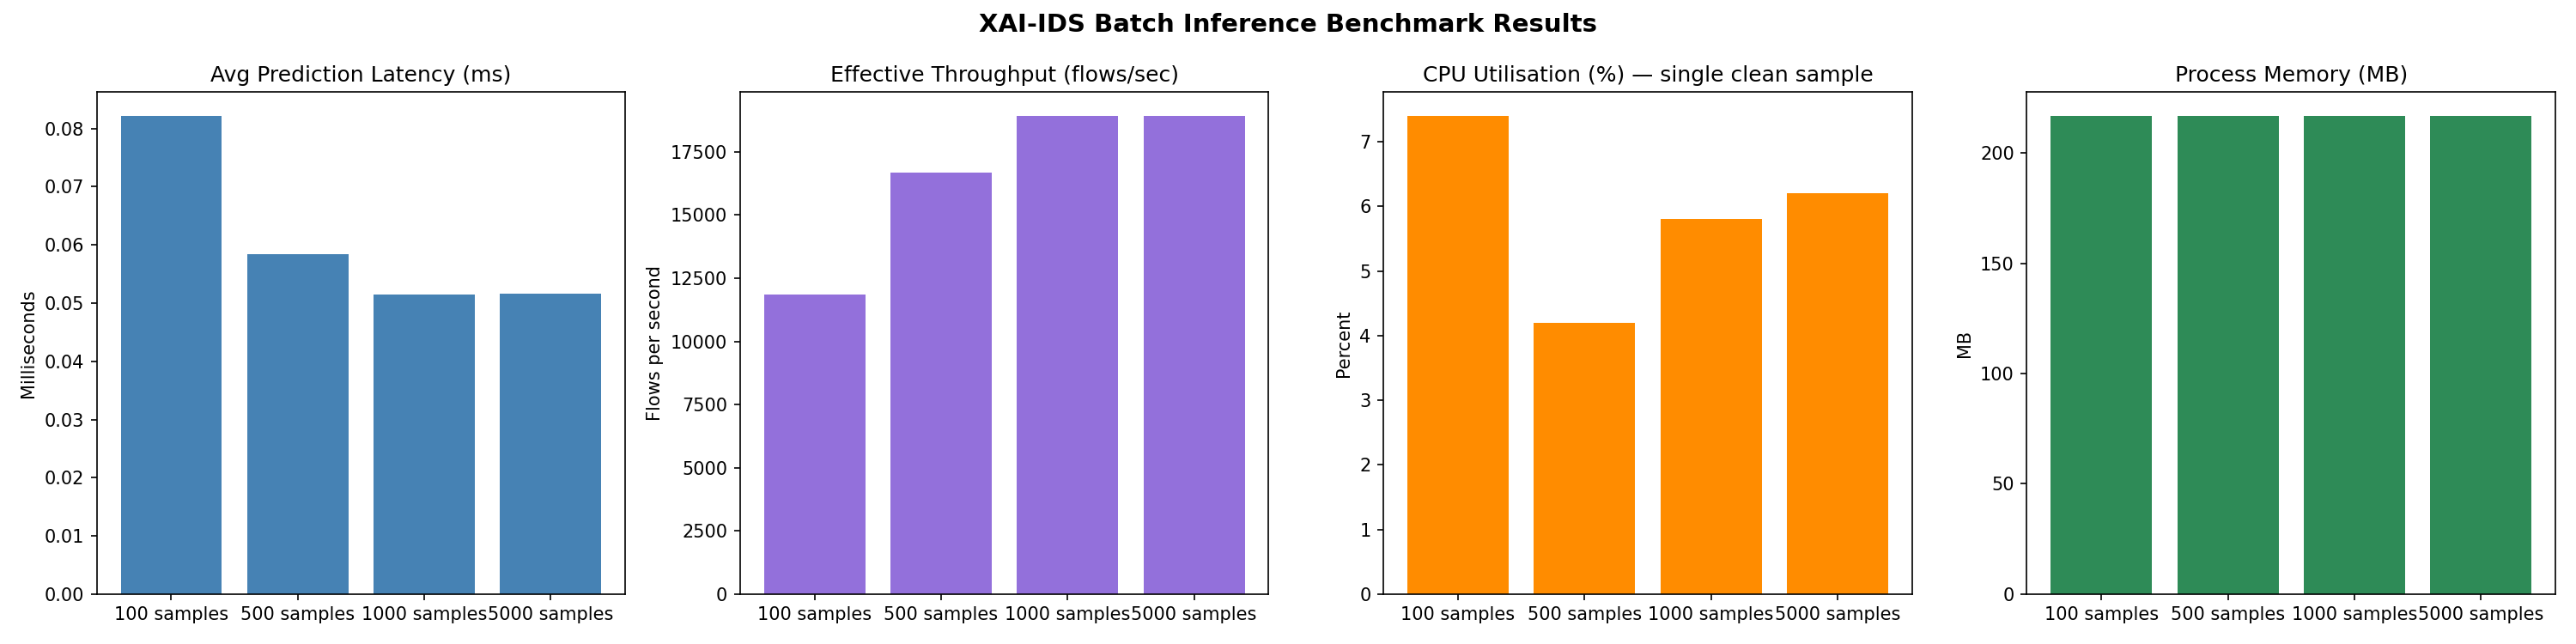 XAI-IDS Batch Inference Benchmark Results
Avg Prediction Latency (ms)
Milliseconds
0.08
0.07
0.06
0.05
0.04
0.03
0.02
0.01
0.00
100 samples 500 samples 1000 samples 5000 samples
Effective Throughput (flows/sec)
Flows per second
17500
15000
12500
10000
7500
5000
2500
0
100 samples 500 samples 1000 samples 5000 samples
CPU Utilisation (%) — single clean sample
Percent
7
6
5
4
3
2
1
0
100 samples 500 samples 1000 samples 5000 samples
Process Memory (MB)
MB
200
150
100
50
0
100 samples 500 samples 1000 samples 5000 samples